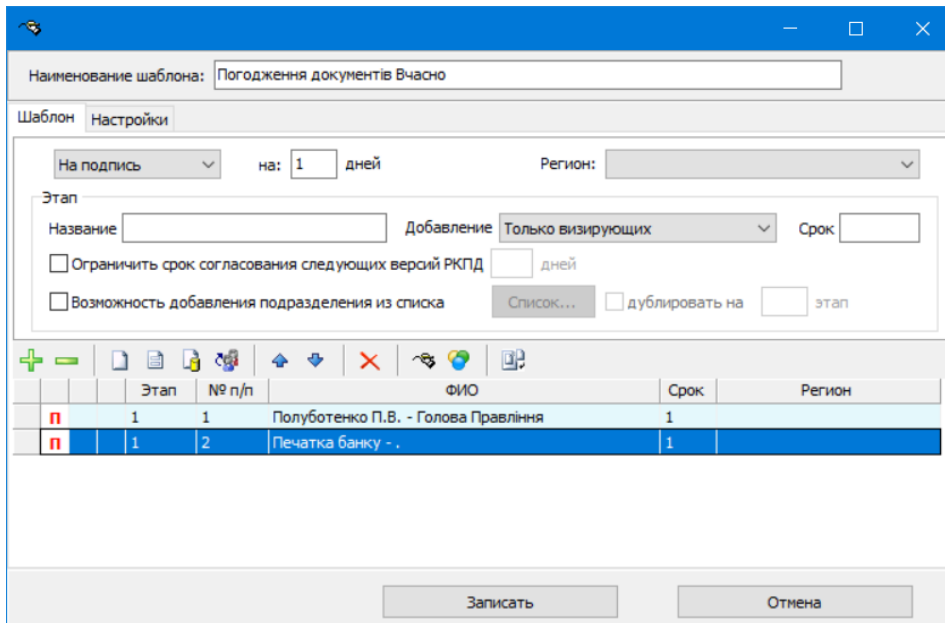 Наименование шаблона: Погодження документів Вчасно
Шаблон Настройки
На подпись на: 1 дней Регион:
Этап
Название Добавление Только визирующих Срок
Ограничить срок согласования следующих версий РКПД дней
Возможность добавления подразделения из списка Список... дублировать на этап
Этап № п/п ФИО Срок Регион
П 1 1 Полуботенко П.В. - Голова Правління 1
П 1 2 Печатка банку - . 1
Записать Отмена